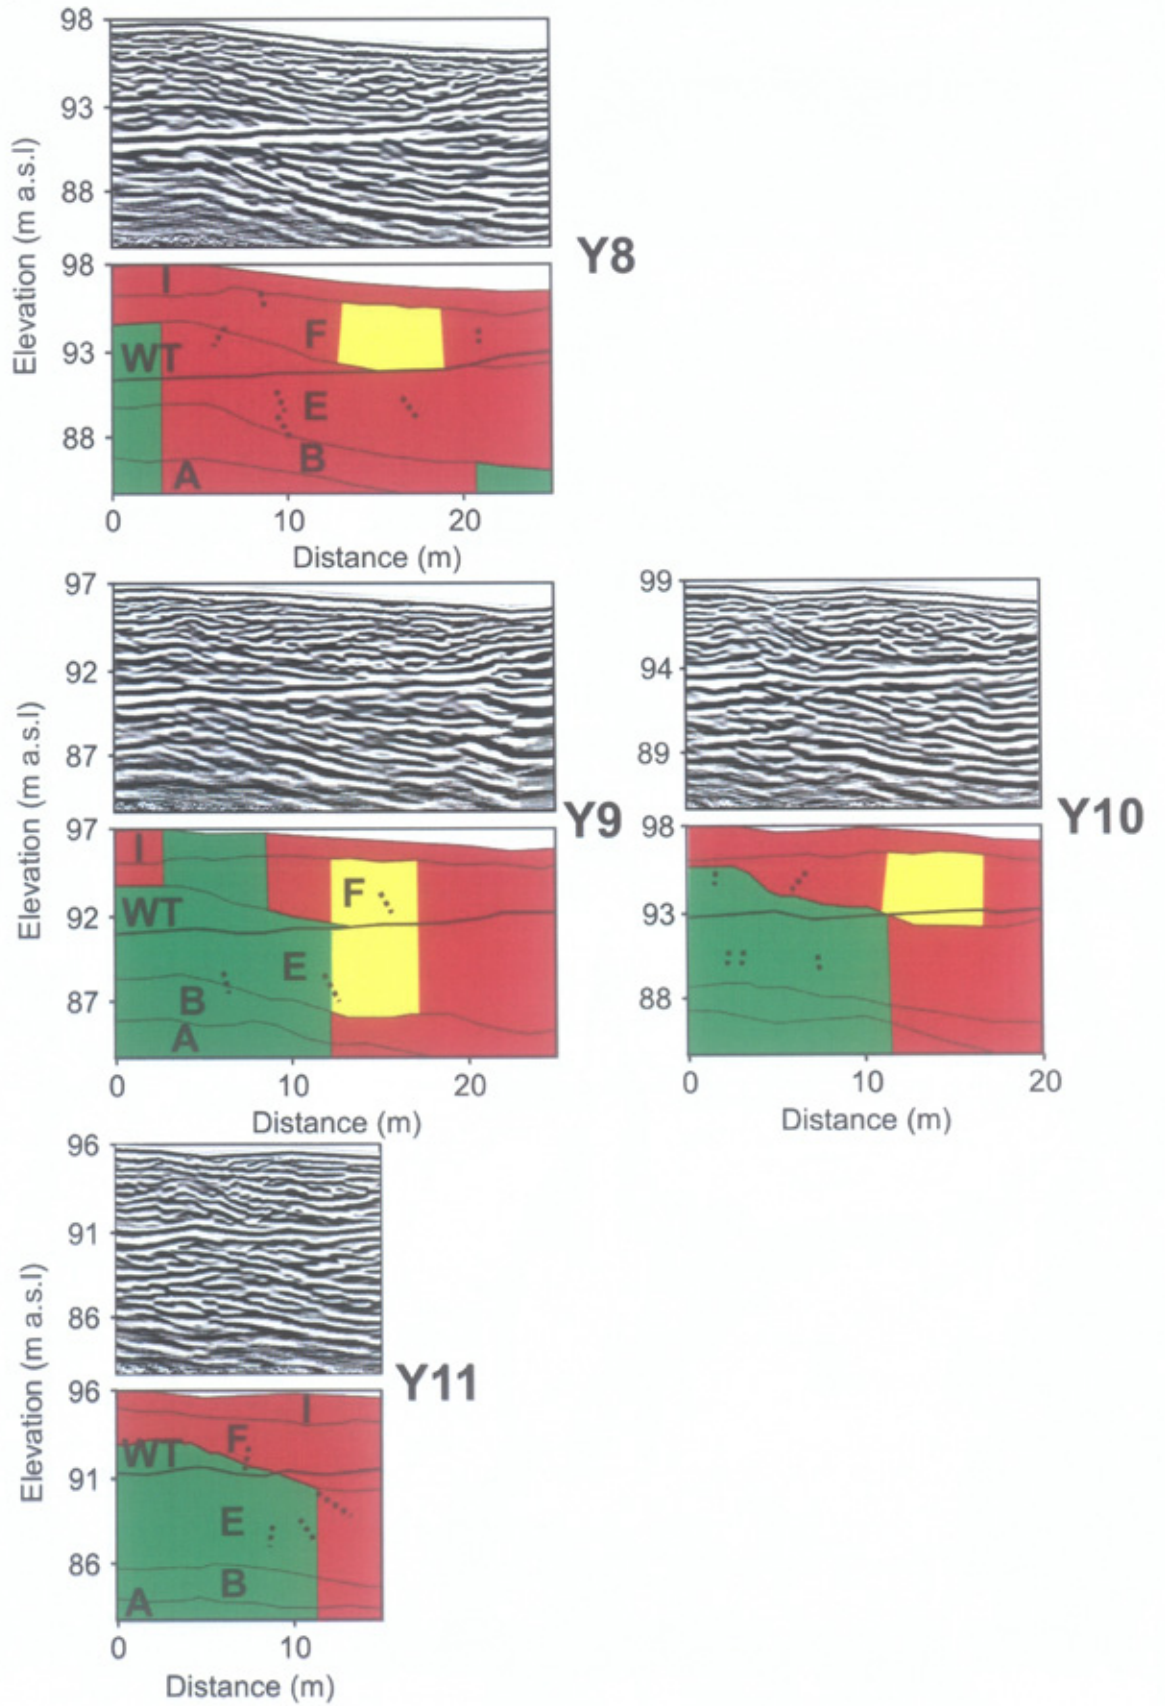 98
93
88
Elevation (m a.s.l)
Y8
98
I
F
93
WT
E
88
B
A
0 10 20
Distance (m)
97
92
87
Elevation (m a.s.l)
Y9
97
I
F
92
WT
E
87
B
A
0 10 20
Distance (m)
99
94
89
Y10
98
93
88
0 10 20
Distance (m)
96
91
86
Elevation (m a.s.l)
Y11
96
I
F
WT
91
E
86
B
A
0 10
Distance (m)